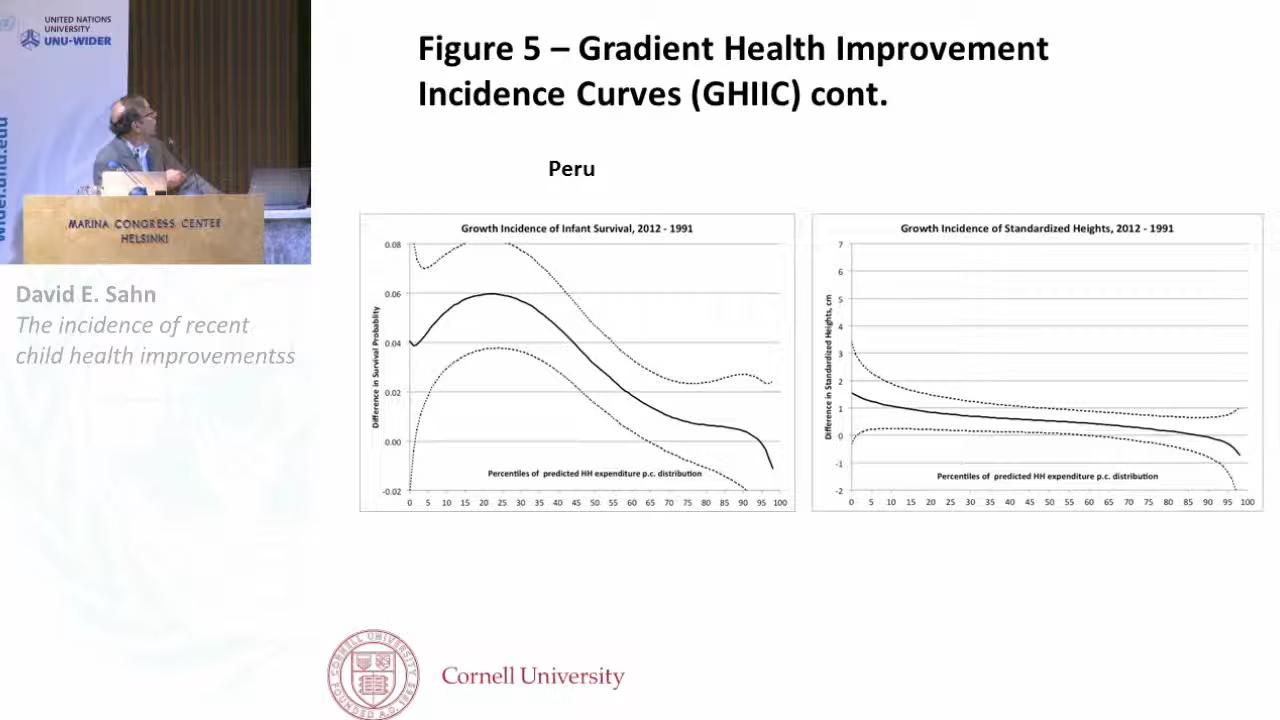 UNITED NATIONS
UNIVERSITY
UNU-WIDER
wider.unu.edu
MARINA CONGRESS CENTER
HELSINKI
David E. Sahn
The incidence of recent
child health improvementss
Figure 5 – Gradient Health Improvement
Incidence Curves (GHIIC) cont.
Peru
Growth Incidence of Infant Survival, 2012 - 1991
Difference in Survival Probablity
0.08
0.06
0.04
0.02
0.00
-0.02
Percentiles of predicted HH expenditure p.c. distribution
0 5 10 15 20 25 30 35 40 45 50 55 60 65 70 75 80 85 90 95 100
Growth Incidence of Standardized Heights, 2012 - 1991
Difference in Standardized Heights, cm
7
6
5
4
3
2
1
0
-1
-2
Percentiles of predicted HH expenditure p.c. distribution
0 5 10 15 20 25 30 35 40 45 50 55 60 65 70 75 80 85 90 95 100
CORNELL UNIVERSITY
FOUNDED A.D. 1865
Cornell University